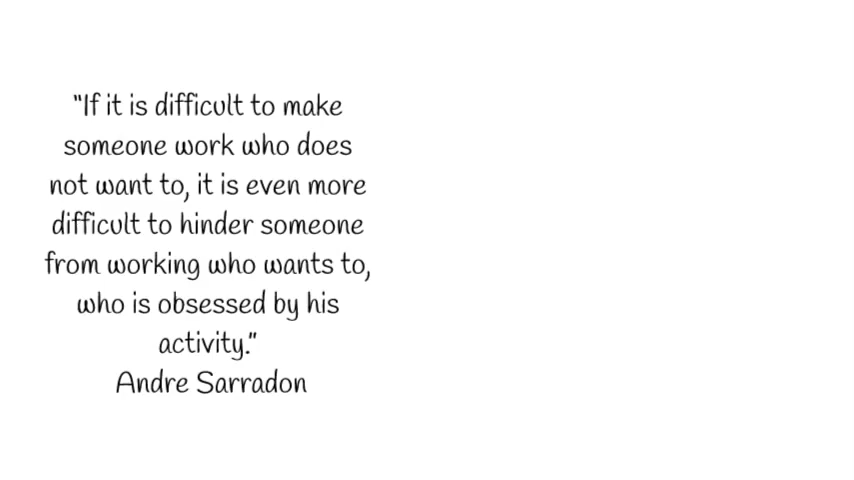 "If it is difficult to make
someone work who does
not want to, it is even more
difficult to hinder someone
from working who wants to,
who is obsessed by his
activity."
Andre Sarradon